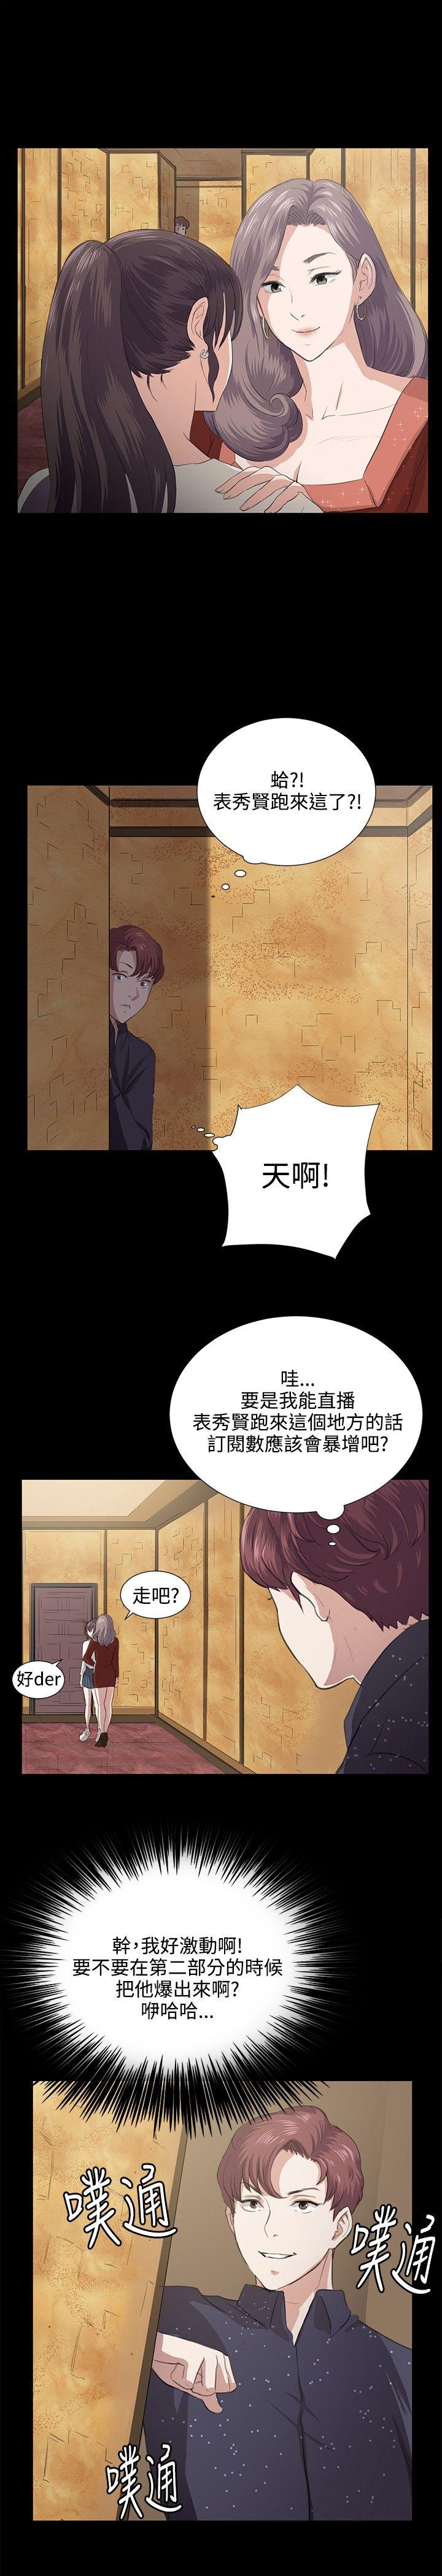 蛤?!
表秀賢跑來這了?!
天啊!
哇...
要是我能直播
表秀賢跑來這個地方的話
訂閱數應該會暴增吧?
走吧?
好der
幹,我好激動啊!
要不要在第二部分的時候
把他爆出來啊?
咿哈哈...
噗通
噗通
噗通